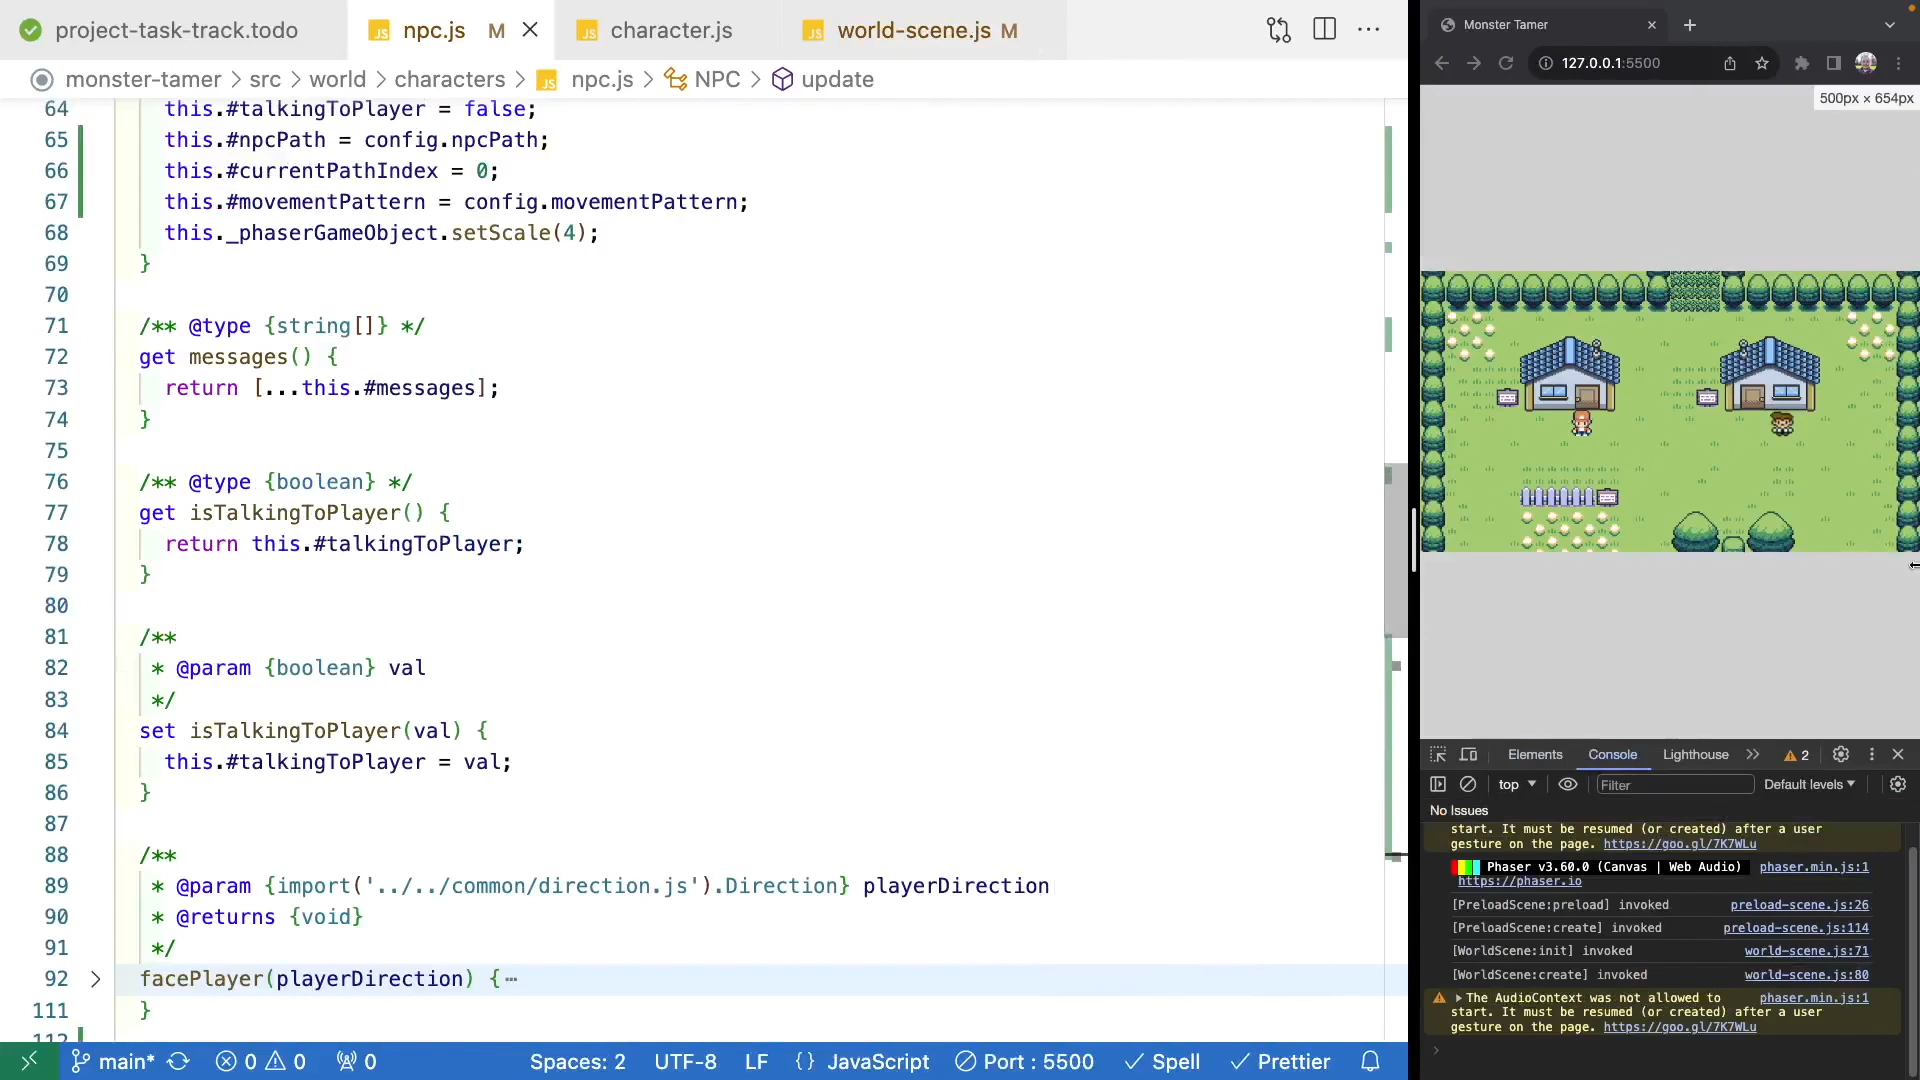 project-task-track.todo
npc.js M
character.js
world-scene.js M
monster-tamer > src > world > characters > npc.js > NPC > update
64 this.#talkingToPlayer = false;
65 this.#npcPath = config.npcPath;
66 this.#currentPathIndex = 0;
67 this.#movementPattern = config.movementPattern;
68 this._phaserGameObject.setScale(4);
69 }
70
71 /** @type {string[]} */
72 get messages() {
73 return [...this.#messages];
74 }
75
76 /** @type {boolean} */
77 get isTalkingToPlayer() {
78 return this.#talkingToPlayer;
79 }
80
81 /**
82 * @param {boolean} val
83 */
84 set isTalkingToPlayer(val) {
85 this.#talkingToPlayer = val;
86 }
87
88 /**
89 * @param {import('../../common/direction.js').Direction} playerDirection
90 * @returns {void}
91 */
92 > facePlayer(playerDirection) { ⋯
111 }
112
main* 0 0 0 Spaces: 2 UTF-8 LF {} JavaScript Port : 5500 Spell Prettier
Monster Tamer
127.0.0.1:5500
500px × 654px
Elements Console Lighthouse 2
top Filter Default levels
No Issues
start. It must be resumed (or created) after a user
gesture on the page. https://goo.gl/7K7WLu
Phaser v3.60.0 (Canvas | Web Audio) phaser.min.js:1
https://phaser.io
[PreloadScene:preload] invoked preload-scene.js:26
[PreloadScene:create] invoked preload-scene.js:114
[WorldScene:init] invoked world-scene.js:71
[WorldScene:create] invoked world-scene.js:80
The AudioContext was not allowed to phaser.min.js:1
start. It must be resumed (or created) after a user
gesture on the page. https://goo.gl/7K7WLu